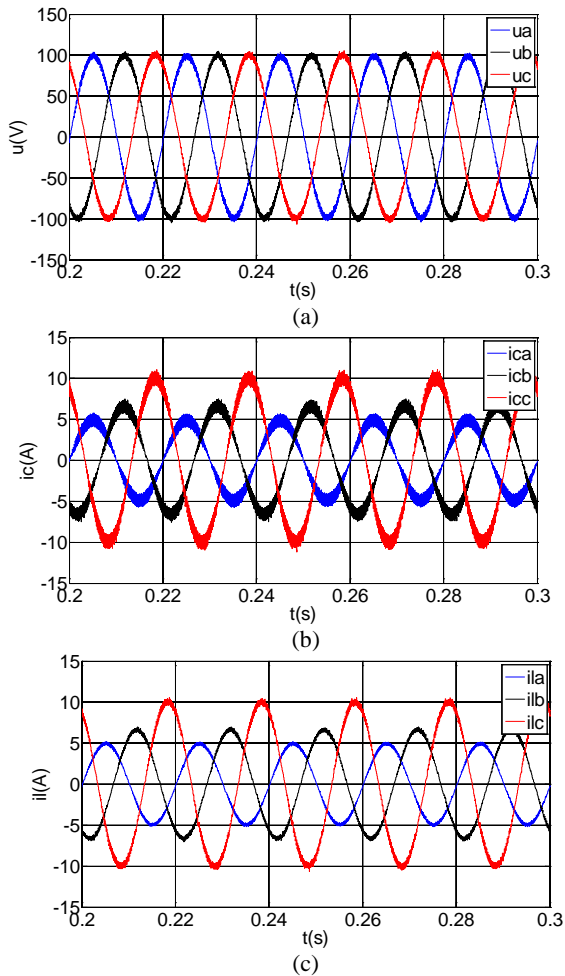 150
100
50
0
-50
-100
-150
u(V)
ua
ub
uc
0.2 0.22 0.24 0.26 0.28 0.3
t(s)
(a)
15
10
5
0
-5
-10
-15
ic(A)
ica
icb
icc
0.2 0.22 0.24 0.26 0.28 0.3
t(s)
(b)
15
10
5
0
-5
-10
-15
il(A)
ila
ilb
ilc
0.2 0.22 0.24 0.26 0.28 0.3
t(s)
(c)